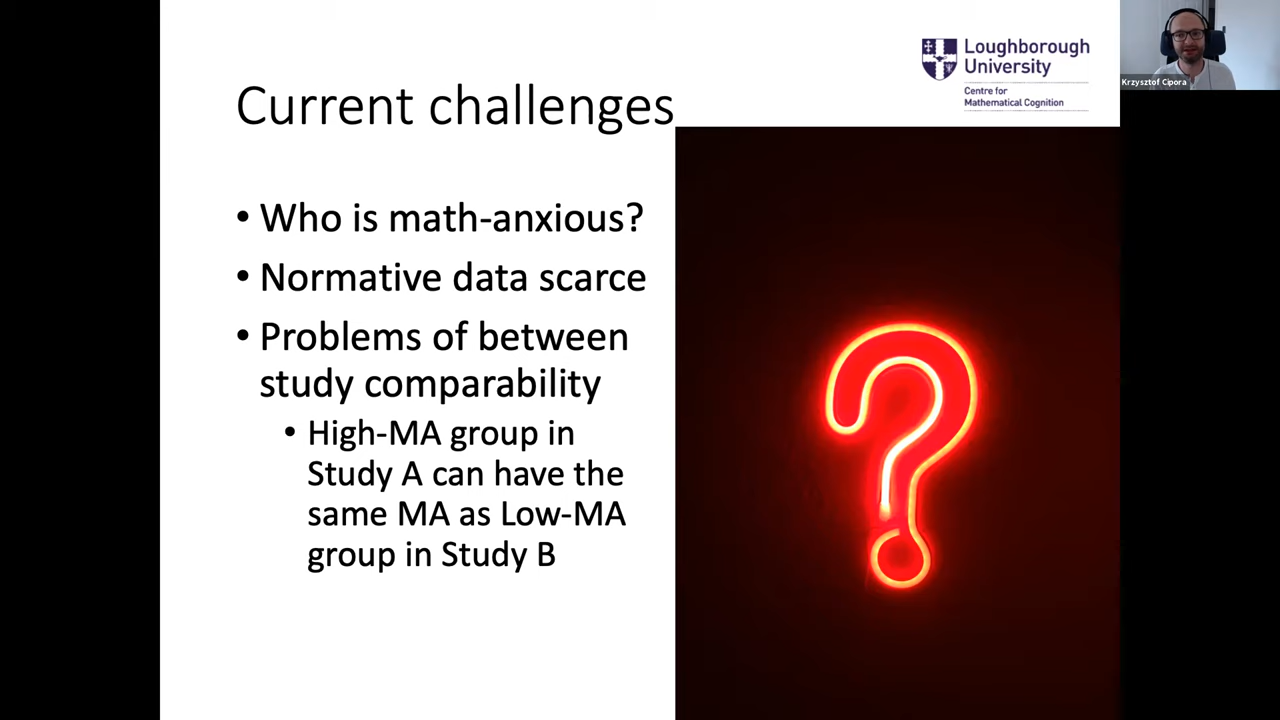 Current challenges
Loughborough
University
Centre for
Mathematical Cognition
Krzysztof Cipora
• Who is math-anxious?
• Normative data scarce
• Problems of between
study comparability
• High-MA group in
Study A can have the
same MA as Low-MA
group in Study B
?